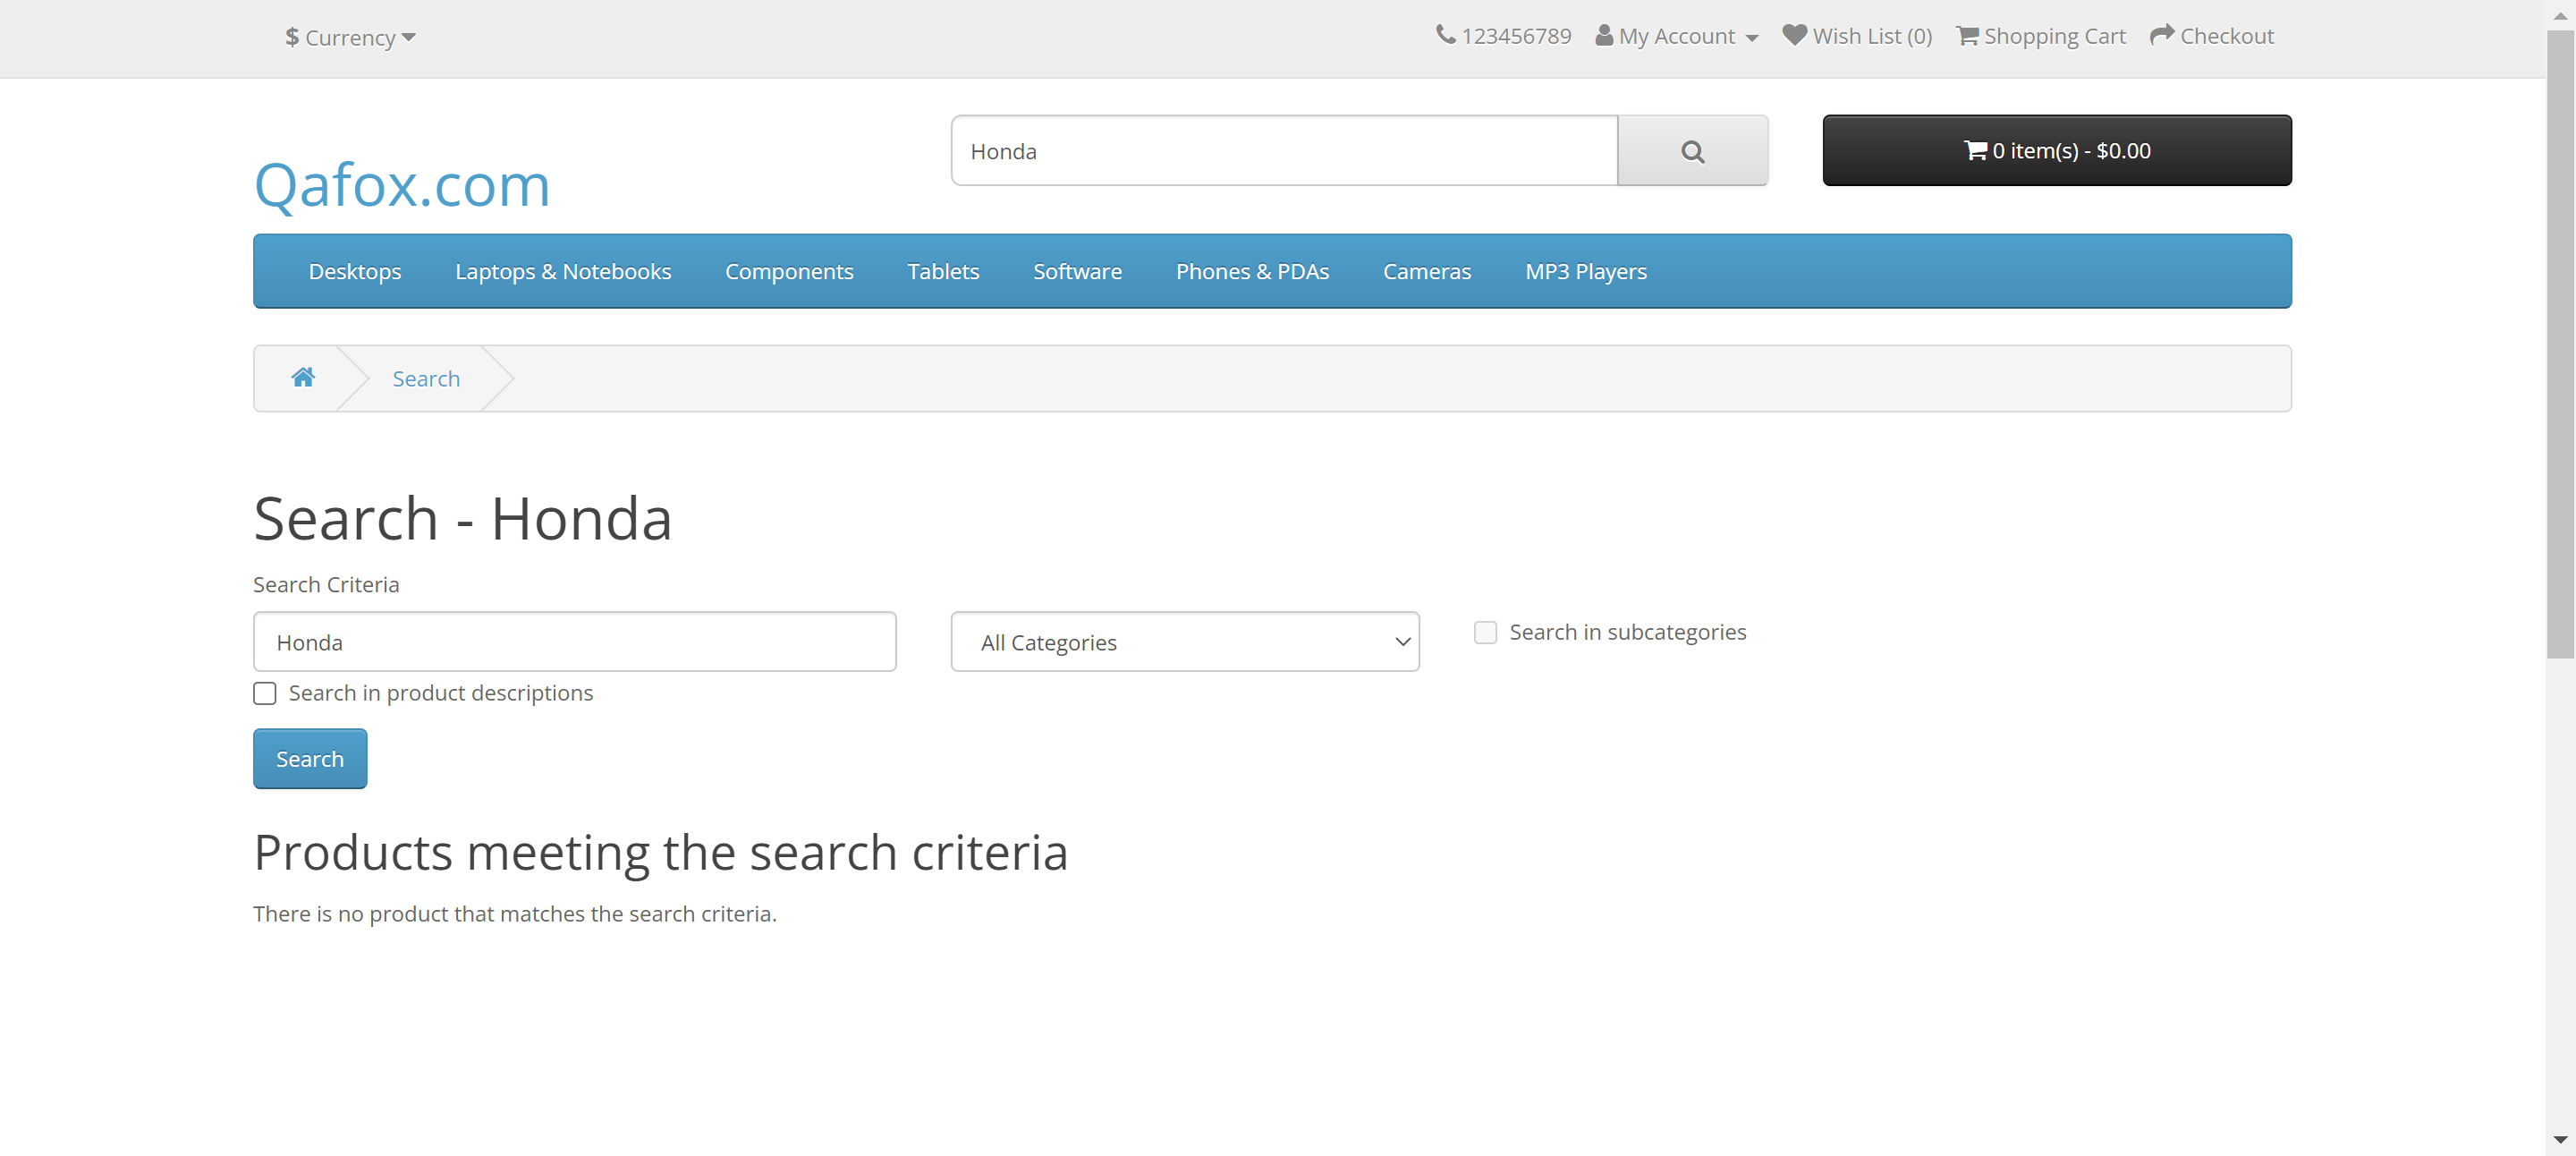 $ Currency
123456789 My Account Wish List (0) Shopping Cart Checkout
Qafox.com
Honda
0 item(s) - $0.00
Desktops Laptops & Notebooks Components Tablets Software Phones & PDAs Cameras MP3 Players
Search
Search - Honda
Search Criteria
Honda
All Categories
Search in subcategories
Search in product descriptions
Search
Products meeting the search criteria
There is no product that matches the search criteria.